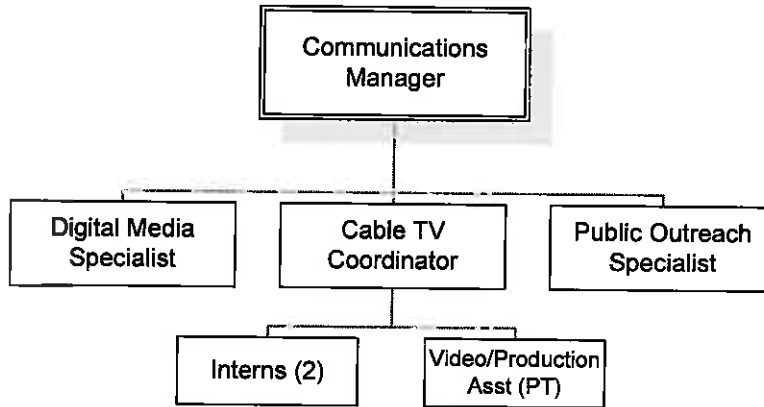 Communications
Manager
Digital Media
Specialist
Cable TV
Coordinator
Public Outreach
Specialist
Interns (2)
Video/Production
Asst (PT)